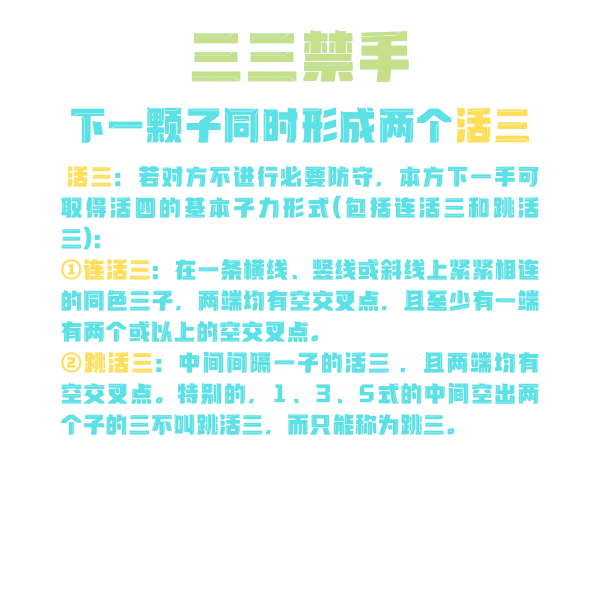 三三禁手
下一颗子同时形成两个活三
活三：若对方不进行必要防守，本方下一手可
取得活四的基本子力形式(包括连活三和跳活
三)：
①连活三：在一条横线、竖线或斜线上紧紧相连
的同色三子，两端均有空交叉点，且至少有一端
有两个或以上的空交叉点。
②跳活三：中间间隔一子的活三 ，且两端均有
空交叉点。特别的，1、3、5式的中间空出两
个子的三不叫跳活三，而只能称为跳三。